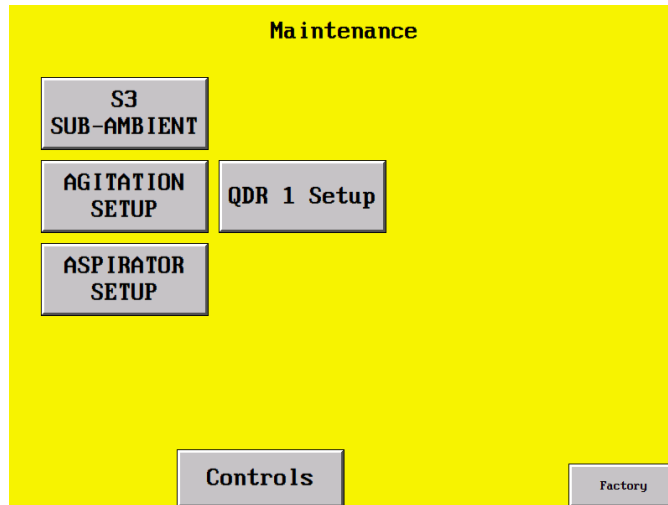 Maintenance
S3
SUB-AMBIENT
AGITATION
SETUP
QDR 1 Setup
ASPIRATOR
SETUP
Controls
Factory